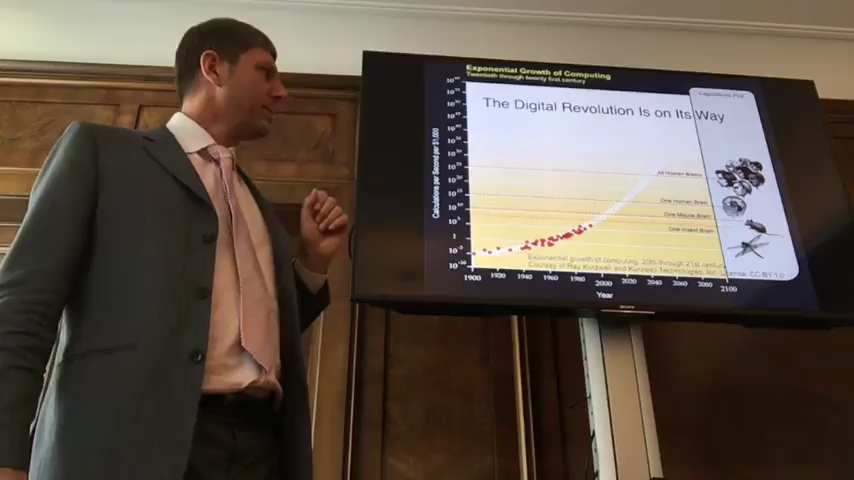 Exponential Growth of Computing
Twentieth through twenty first century
The Digital Revolution Is on Its Way
Calculations per Second per $1,000
All Human Brains
One Human Brain
One Mouse Brain
One Insect Brain
Exponential growth of computing, 20th through 21st century
Courtesy of Ray Kurzweil and Kurzweil Technologies, Inc. License: CC-BY 1.0
1900 1920 1940 1960 1980 2000 2020 2040 2060 2080 2100
Year
SONY